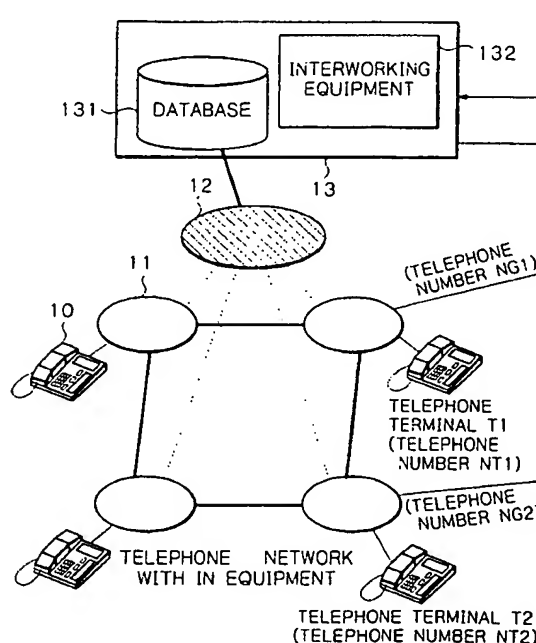 132
INTERWORKING
EQUIPMENT
131
DATABASE
13
12
11
10
(TELEPHONE
NUMBER NG1)
TELEPHONE
TERMINAL T1
(TELEPHONE
NUMBER NT1)
(TELEPHONE
NUMBER NG2)
TELEPHONE NETWORK
WITH IN EQUIPMENT
TELEPHONE TERMINAL T2
(TELEPHONE NUMBER NT2)